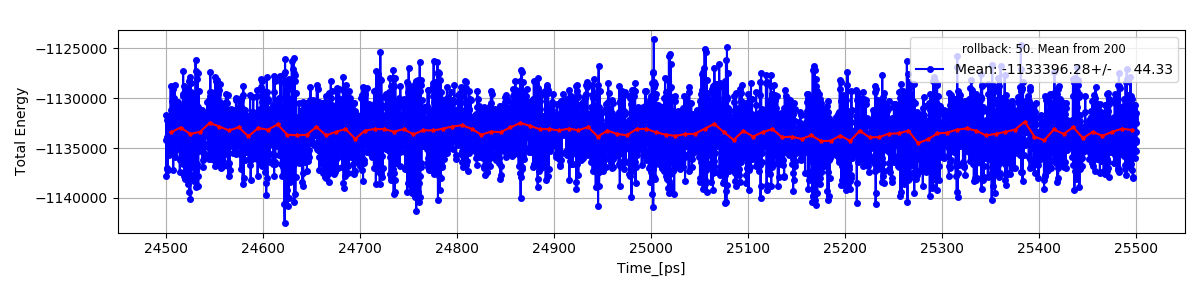 rollback: 50. Mean from 200
Mean: -1133396.28+/- 44.33
Total Energy
−1125000
−1130000
−1135000
−1140000
24500 24600 24700 24800 24900 25000 25100 25200 25300 25400 25500
Time_[ps]